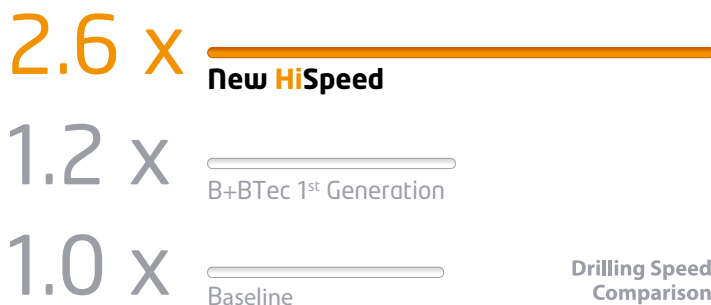 2.6 x
New HiSpeed
1.2 x
B+BTec 1st Generation
1.0 x
Baseline
Drilling Speed
Comparison